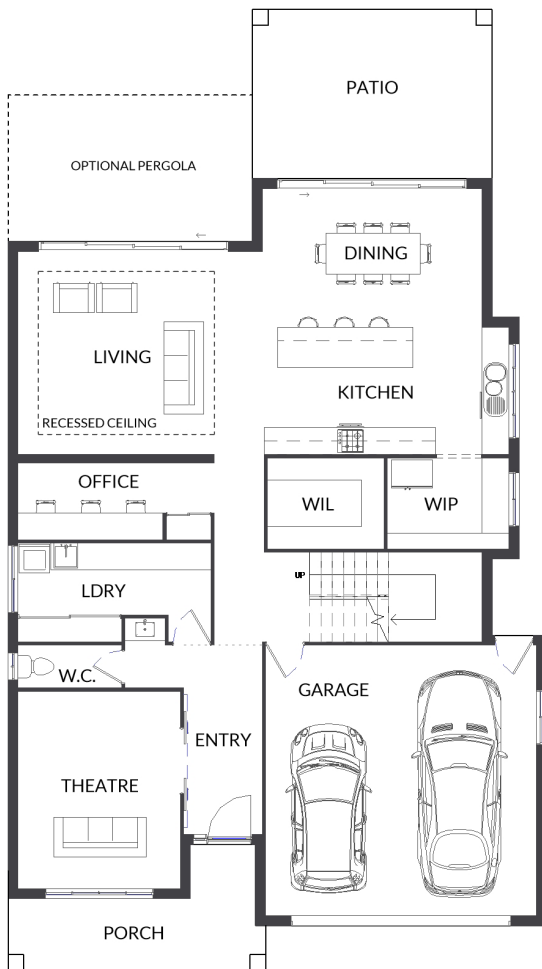 PATIO
OPTIONAL PERGOLA
DINING
LIVING
KITCHEN
RECESSED CEILING
OFFICE
WIL
WIP
UP
LDRY
W.C.
GARAGE
ENTRY
THEATRE
PORCH